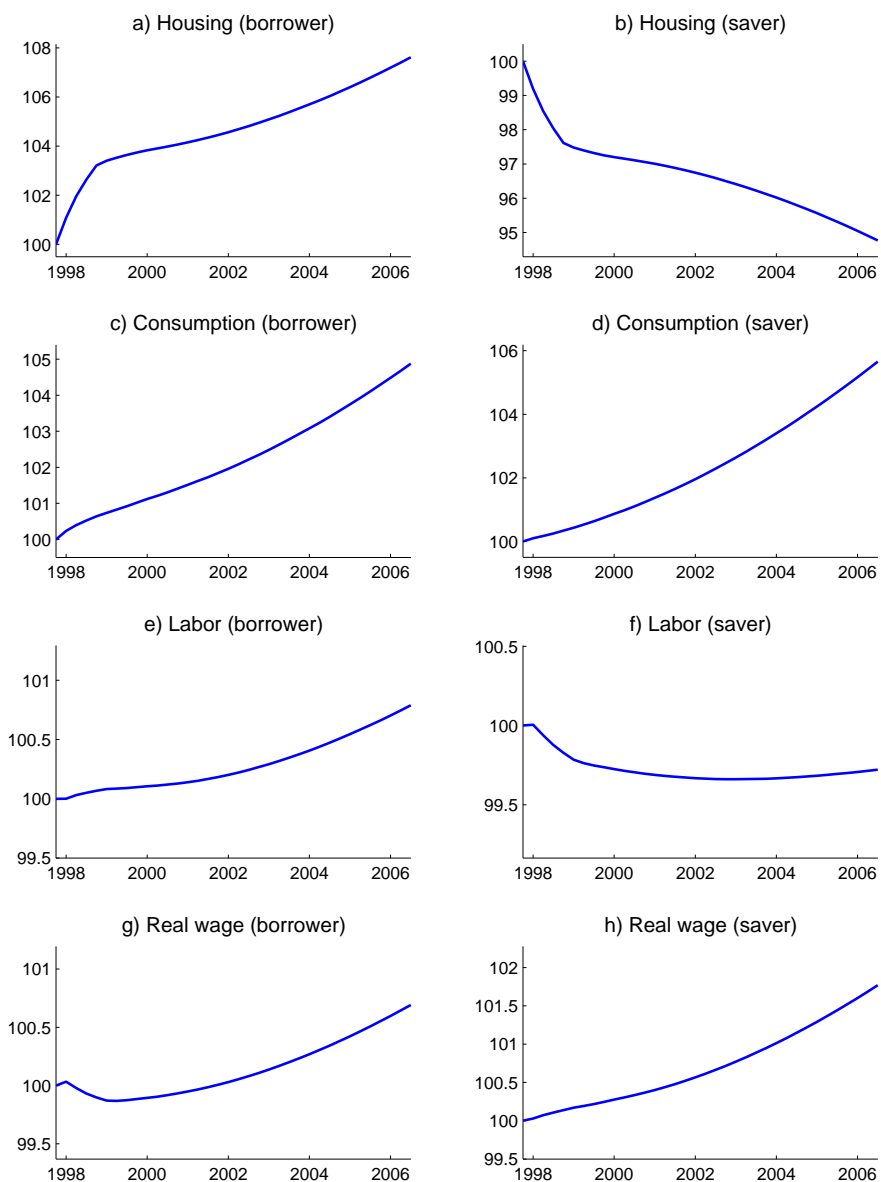 a) Housing (borrower)
108
106
104
102
100
1998 2000 2002 2004 2006
b) Housing (saver)
100
99
98
97
96
95
1998 2000 2002 2004 2006
c) Consumption (borrower)
105
104
103
102
101
100
1998 2000 2002 2004 2006
d) Consumption (saver)
106
104
102
100
1998 2000 2002 2004 2006
e) Labor (borrower)
101
100.5
100
99.5
1998 2000 2002 2004 2006
f) Labor (saver)
100.5
100
99.5
1998 2000 2002 2004 2006
g) Real wage (borrower)
101
100.5
100
99.5
1998 2000 2002 2004 2006
h) Real wage (saver)
102
101.5
101
100.5
100
99.5
1998 2000 2002 2004 2006